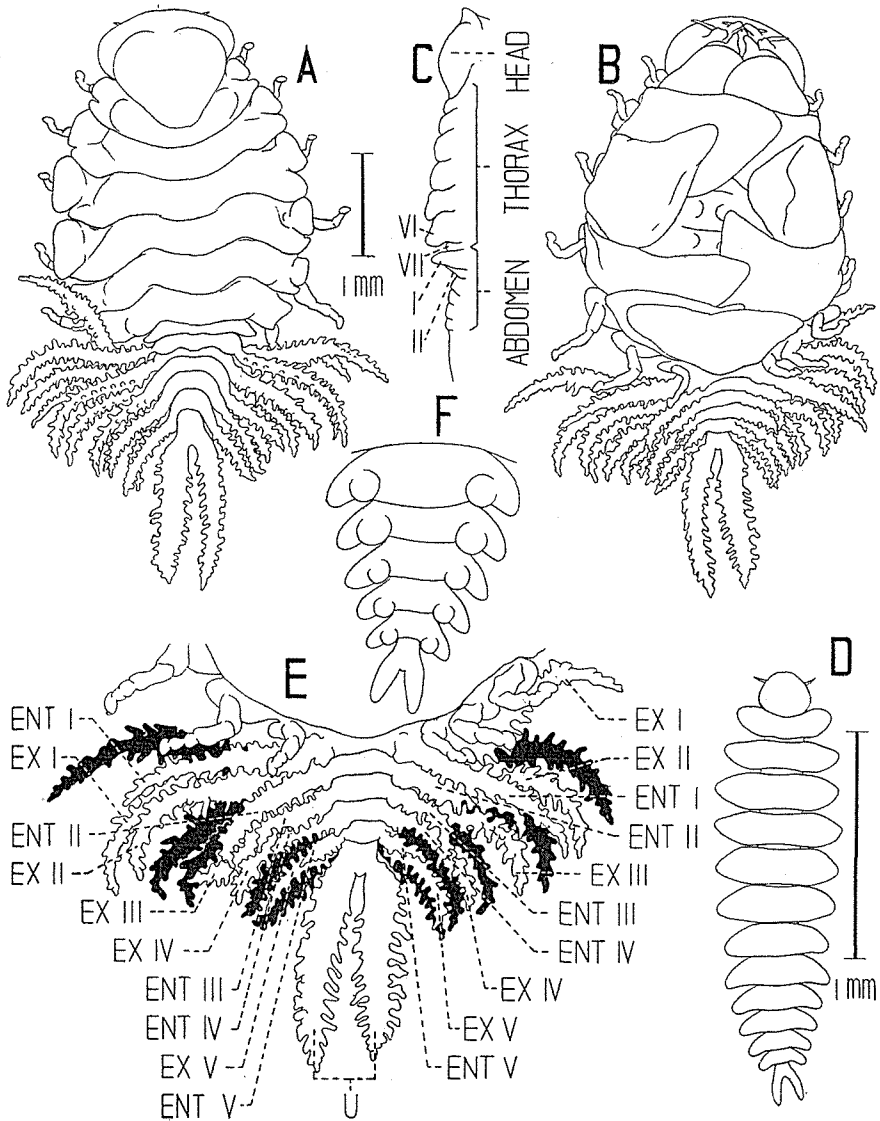 A
C
B
HEAD
THORAX
ABDOMEN
VI
VII
I
II
1 mm
F
E
D
ENT I
EX I
ENT II
EX II
EX III
EX IV
ENT III
ENT IV
EX V
ENT V
U
EX I
EX II
ENT I
ENT II
EX III
ENT III
ENT IV
EX IV
EX V
ENT V
1 mm